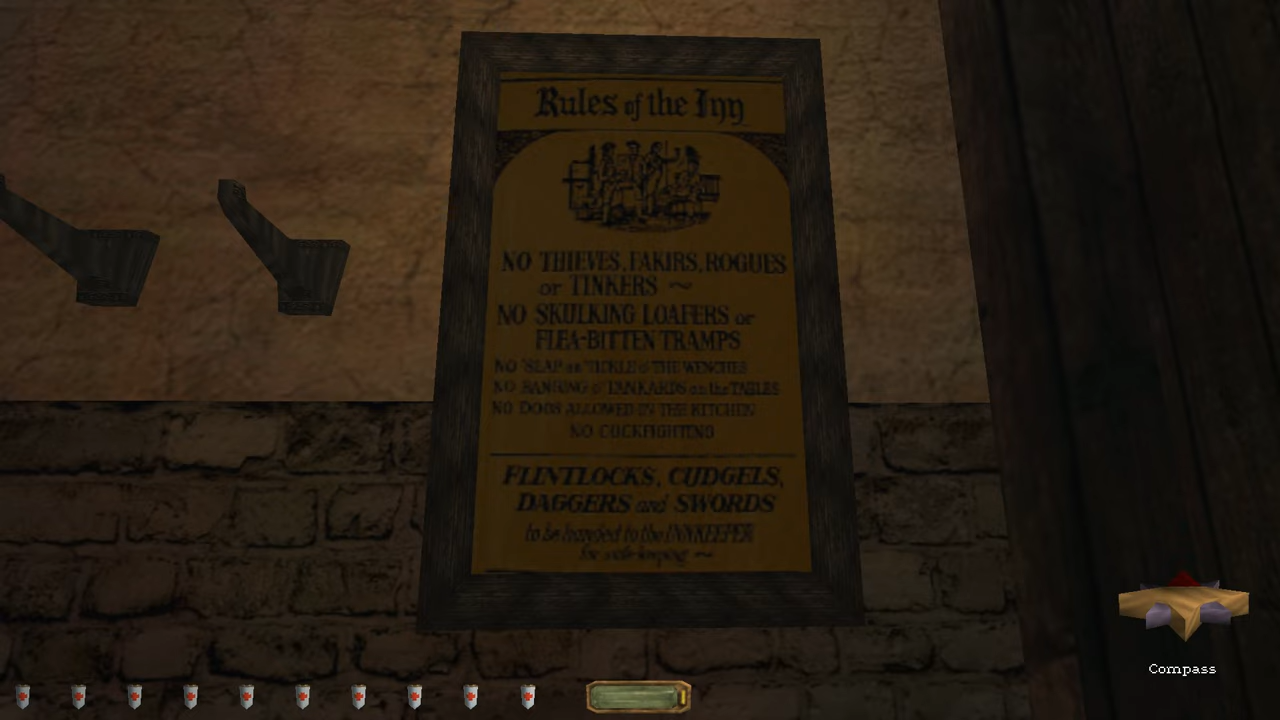 Rules of the Inn
NO THIEVES, FAKIRS, ROGUES
or TINKERS ~
NO SKULKING LOAFERS or
FLEA-BITTEN TRAMPS
NO 'SLAP an' TICKLE o' THE WENCHES
NO BANKING o' TANKARDS on the TABLES
NO DOGS ALLOWED IN THE KITCHEN
NO COCKFIGHTING
FLINTLOCKS, CUDGELS,
DAGGERS and SWORDS
to be handed to the INNKEEPER
for safe-keeping ~
Compass